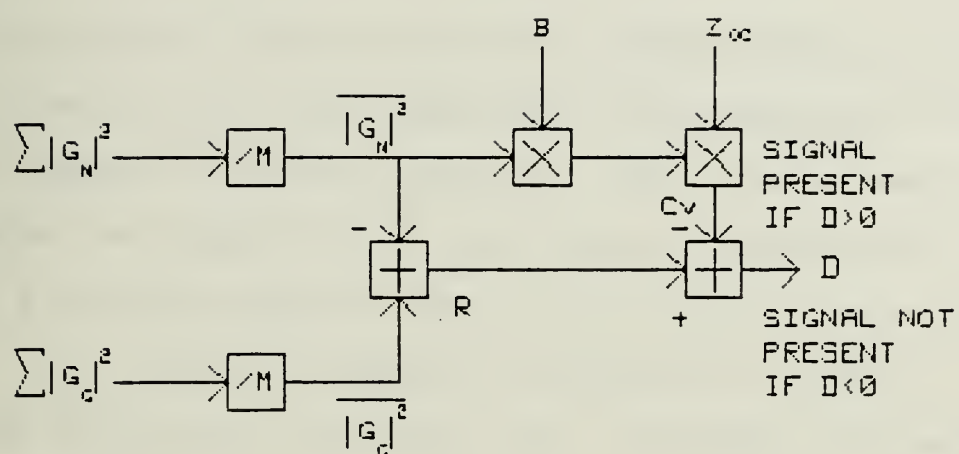 B
Z∞
|G_N|²
∑|G_N|²
/M
SIGNAL
PRESENT
IF D>0
Cv
-
-
D
R
+
SIGNAL NOT
PRESENT
IF D<0
∑|G_C|²
/M
|G_C|²